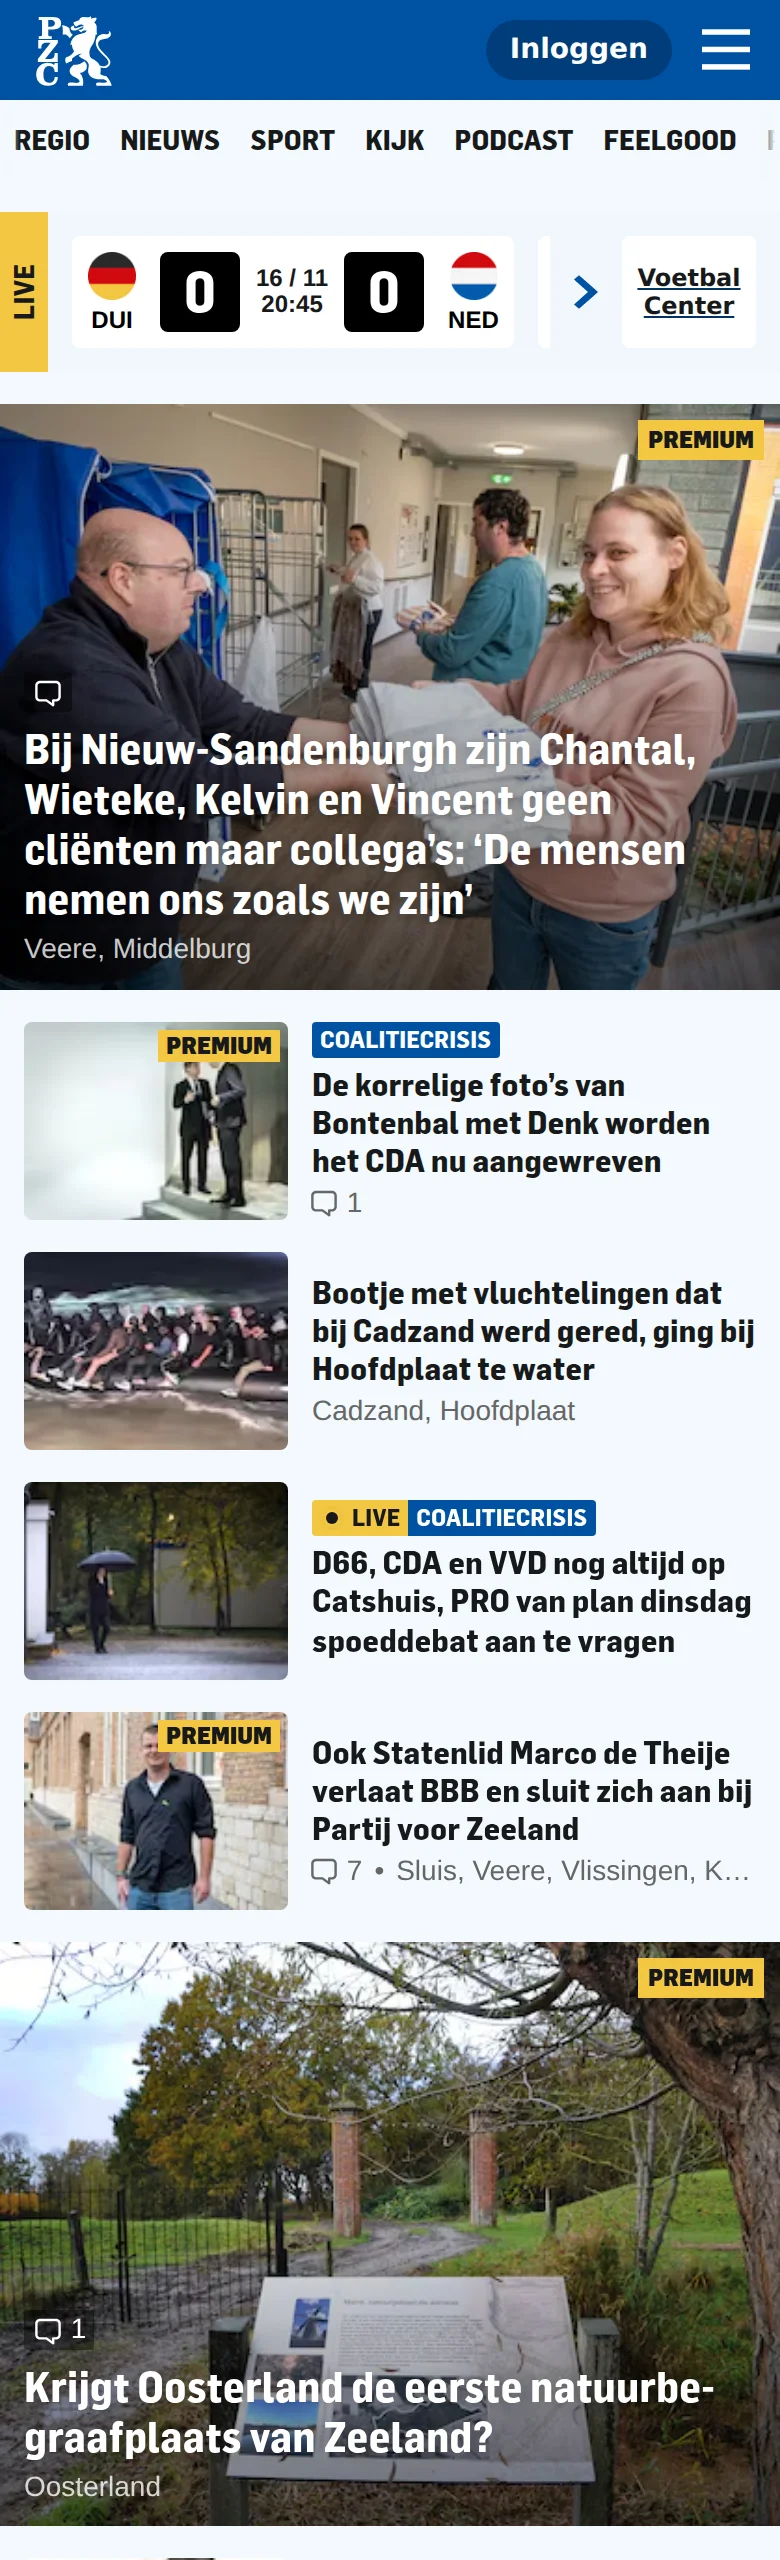 PZC
Inloggen
REGIO NIEUWS SPORT KIJK PODCAST FEELGOOD
LIVE
DUI
0
16 / 11
20:45
0
NED
Voetbal
Center
PREMIUM
Bij Nieuw-Sandenburgh zijn Chantal,
Wieteke, Kelvin en Vincent geen
cliënten maar collega’s: ‘De mensen
nemen ons zoals we zijn’
Veere, Middelburg
PREMIUM
COALITIECRISIS
De korrelige foto’s van
Bontenbal met Denk worden
het CDA nu aangewreven
1
Bootje met vluchtelingen dat
bij Cadzand werd gered, ging bij
Hoofdplaat te water
Cadzand, Hoofdplaat
LIVE COALITIECRISIS
D66, CDA en VVD nog altijd op
Catshuis, PRO van plan dinsdag
spoeddebat aan te vragen
PREMIUM
Ook Statenlid Marco de Theije
verlaat BBB en sluit zich aan bij
Partij voor Zeeland
7 • Sluis, Veere, Vlissingen, K...
PREMIUM
1
Krijgt Oosterland de eerste natuurbe-
graafplaats van Zeeland?
Oosterland